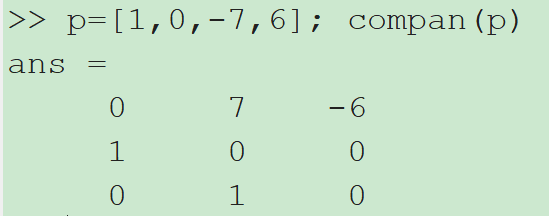 >> p=[1,0,-7,6]; compan(p)
ans =
0 7 -6
1 0 0
0 1 0